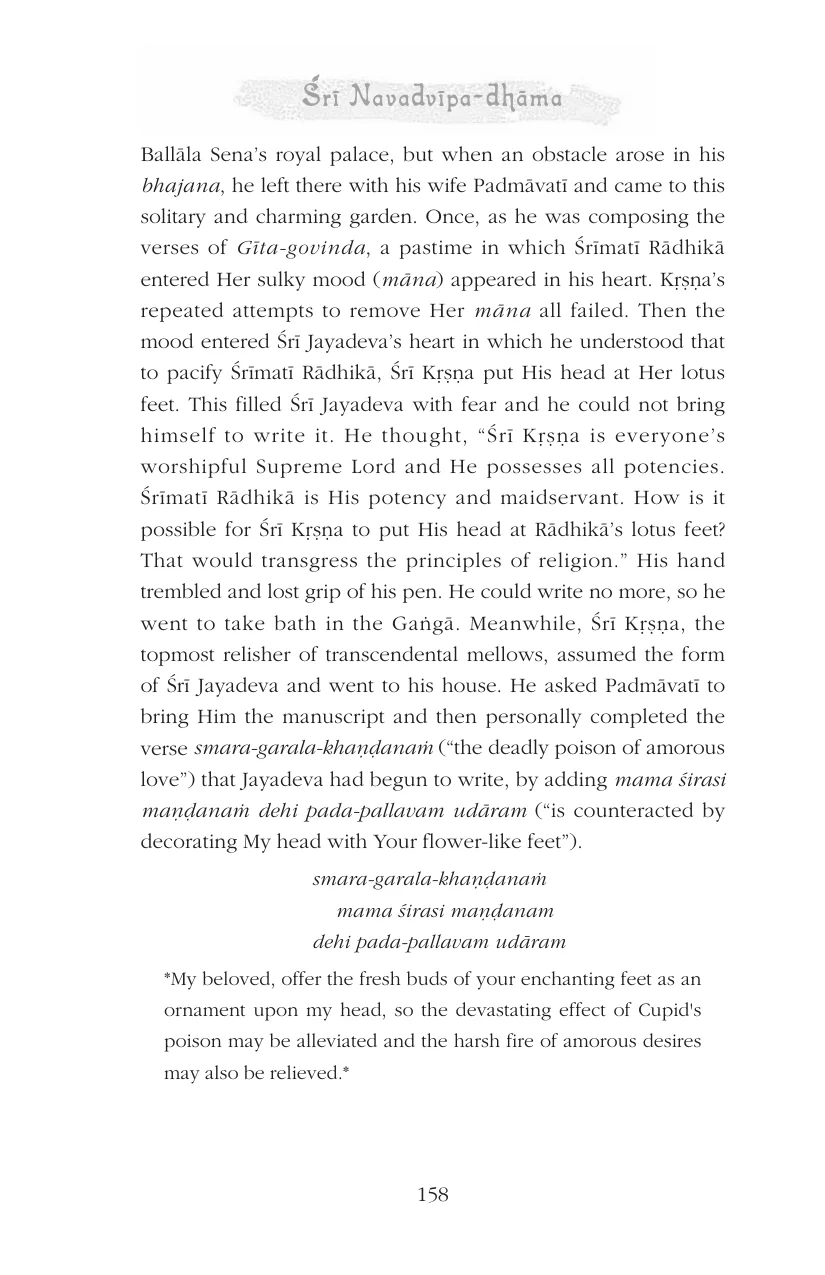 Śrī Navadvīpa-dhāma
Ballāla Sena’s royal palace, but when an obstacle arose in his
bhajana, he left there with his wife Padmāvatī and came to this
solitary and charming garden. Once, as he was composing the
verses of Gīta-govinda, a pastime in which Śrīmatī Rādhikā
entered Her sulky mood (māna) appeared in his heart. Kṛṣṇa’s
repeated attempts to remove Her māna all failed. Then the
mood entered Śrī Jayadeva’s heart in which he understood that
to pacify Śrīmatī Rādhikā, Śrī Kṛṣṇa put His head at Her lotus
feet. This filled Śrī Jayadeva with fear and he could not bring
himself to write it. He thought, “Śrī Kṛṣṇa is everyone’s
worshipful Supreme Lord and He possesses all potencies.
Śrīmatī Rādhikā is His potency and maidservant. How is it
possible for Śrī Kṛṣṇa to put His head at Rādhikā’s lotus feet?
That would transgress the principles of religion.” His hand
trembled and lost grip of his pen. He could write no more, so he
went to take bath in the Gaṅgā. Meanwhile, Śrī Kṛṣṇa, the
topmost relisher of transcendental mellows, assumed the form
of Śrī Jayadeva and went to his house. He asked Padmāvatī to
bring Him the manuscript and then personally completed the
verse smara-garala-khaṇḍanaṁ (“the deadly poison of amorous
love”) that Jayadeva had begun to write, by adding mama śirasi
maṇḍanaṁ dehi pada-pallavam udāram (“is counteracted by
decorating My head with Your flower-like feet”).
smara-garala-khaṇḍanaṁ
mama śirasi maṇḍanam
dehi pada-pallavam udāram
*My beloved, offer the fresh buds of your enchanting feet as an
ornament upon my head, so the devastating effect of Cupid's
poison may be alleviated and the harsh fire of amorous desires
may also be relieved.*
158